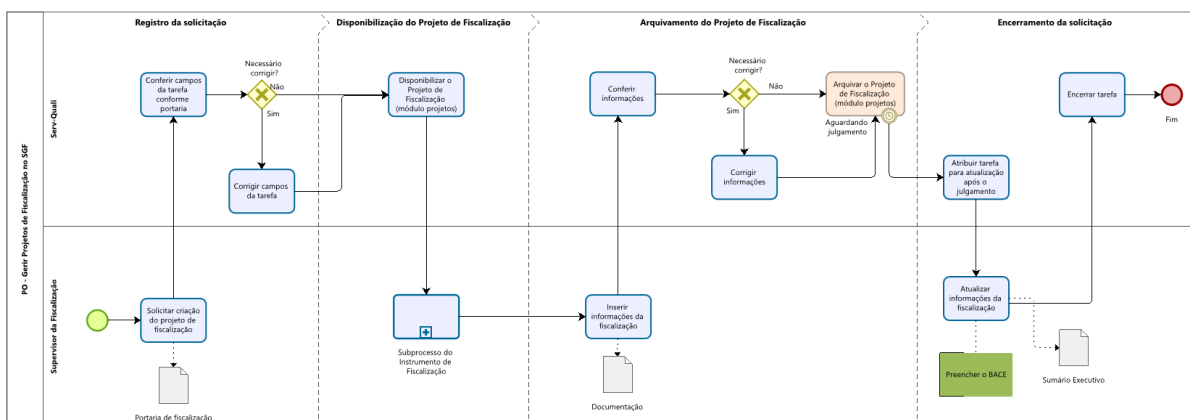 Registro da solicitação
Disponibilização do Projeto de Fiscalização
Arquivamento do Projeto de Fiscalização
Encerramento da solicitação
PO - Gerir Projetos de Fiscalização no SGF
Serv-Quali
Conferir campos
da tarefa
conforme
portaria
Necessário
corrigir?
Não
Sim
Corrigir campos
da tarefa
Disponibilizar o
Projeto de
Fiscalização
(módulo projetos)
Conferir
informações
Necessário
corrigir?
Não
Sim
Corrigir
informações
Arquivar o Projeto
de Fiscalização
(módulo projetos)
Aguardando
julgamento
Atribuir tarefa
para atualização
após o
julgamento
Encerrar tarefa
Fim
Supervisor da Fiscalização
Solicitar criação
do projeto de
fiscalização
Portaria de fiscalização
Subprocesso do
Instrumento de
Fiscalização
Inserir
informações da
fiscalização
Documentação
Atualizar
informações da
fiscalização
Preencher o BACE
Sumário Executivo